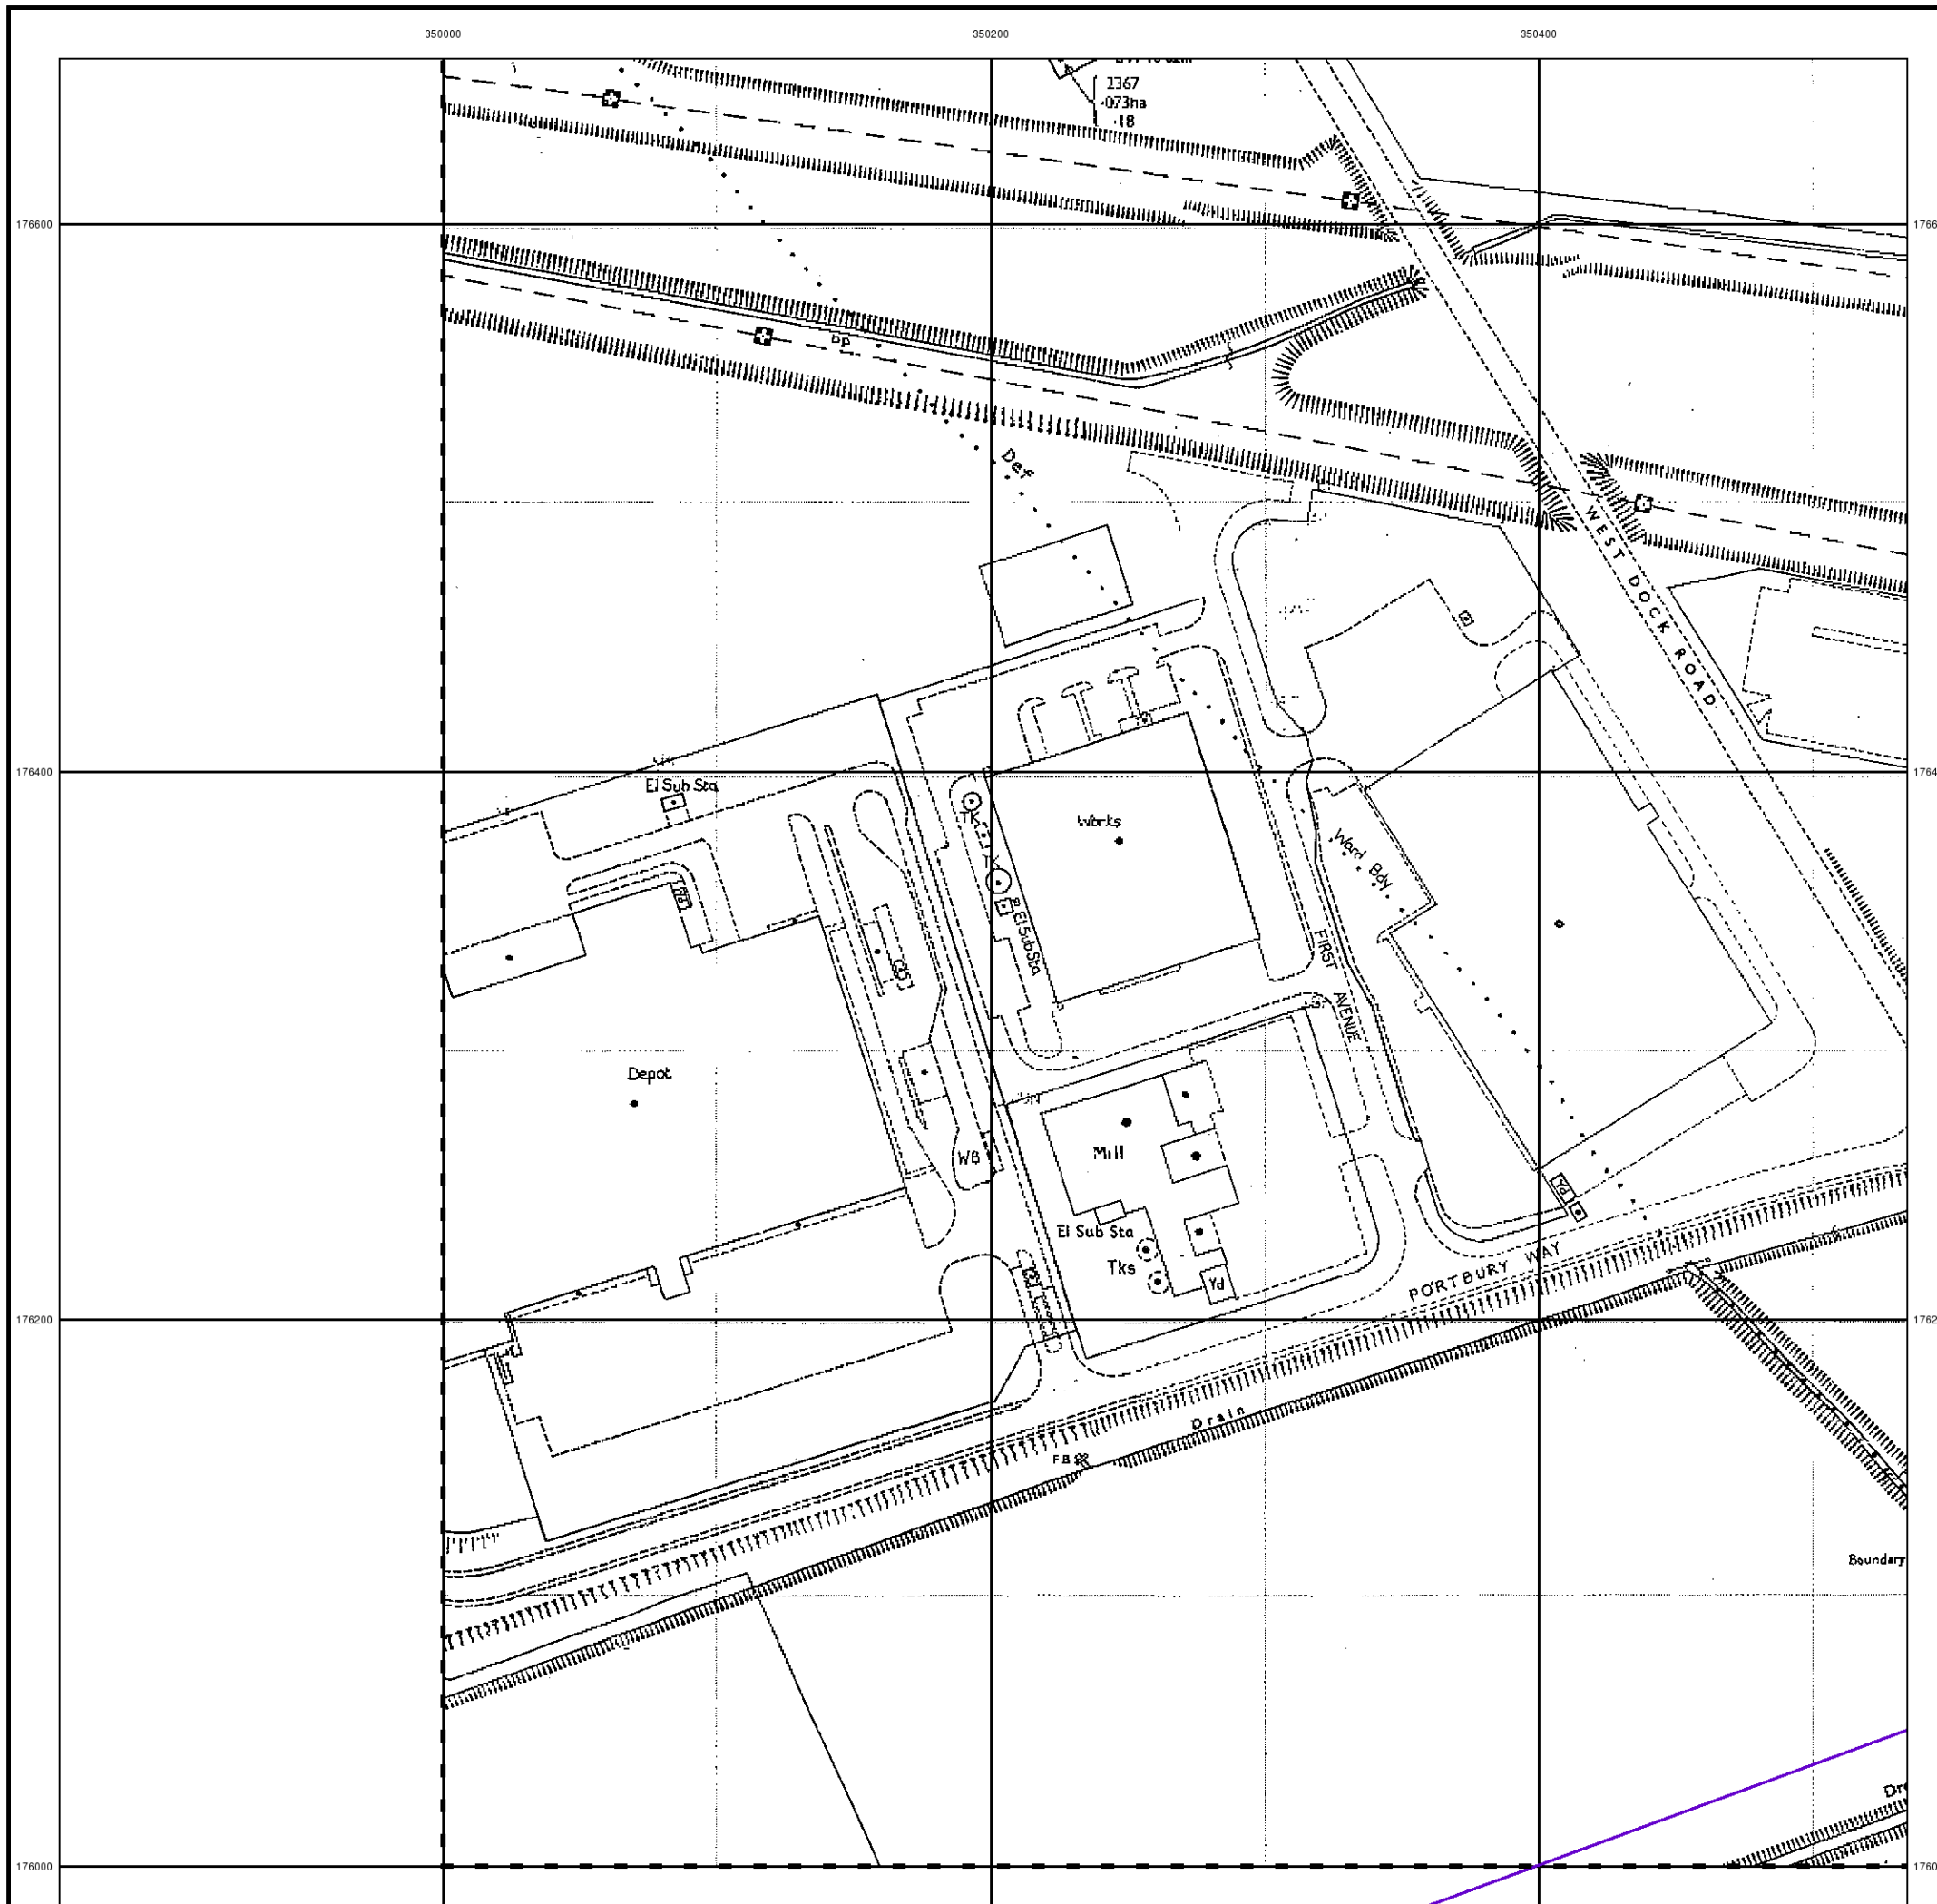 350000
350200
350400
2367
·073ha
·18
176600
Def
WEST DOCK ROAD
176400
El Sub Sta
TK
Works
TK
El Sub Sta
Ward Bdy
FIRST AVENUE
Depot
WB
Mill
El Sub Sta
Tks
Yd
Yd
PORTBURY WAY
176200
Drain
FB
Boundary
176000